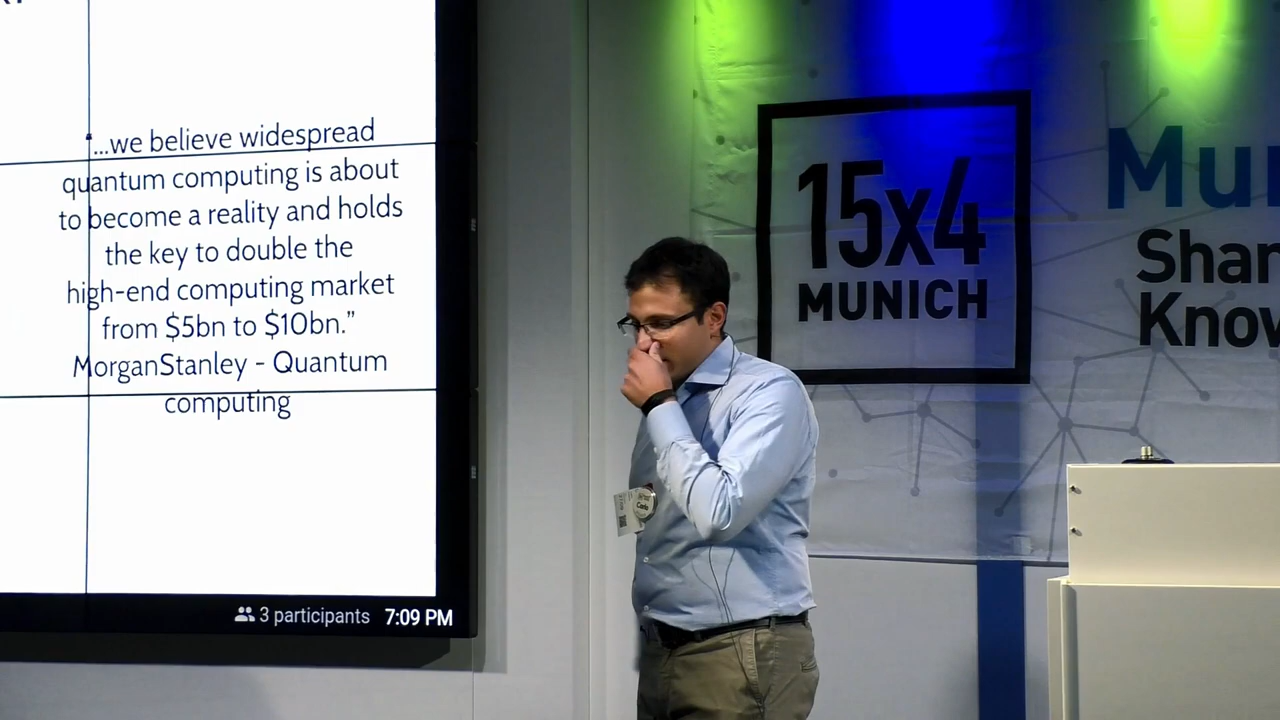 "...we believe widespread
quantum computing is about
to become a reality and holds
the key to double the
high-end computing market
from $5bn to $10bn."
MorganStanley - Quantum
computing
3 participants 7:09 PM
15x4
MUNICH
Mu
Shar
Know